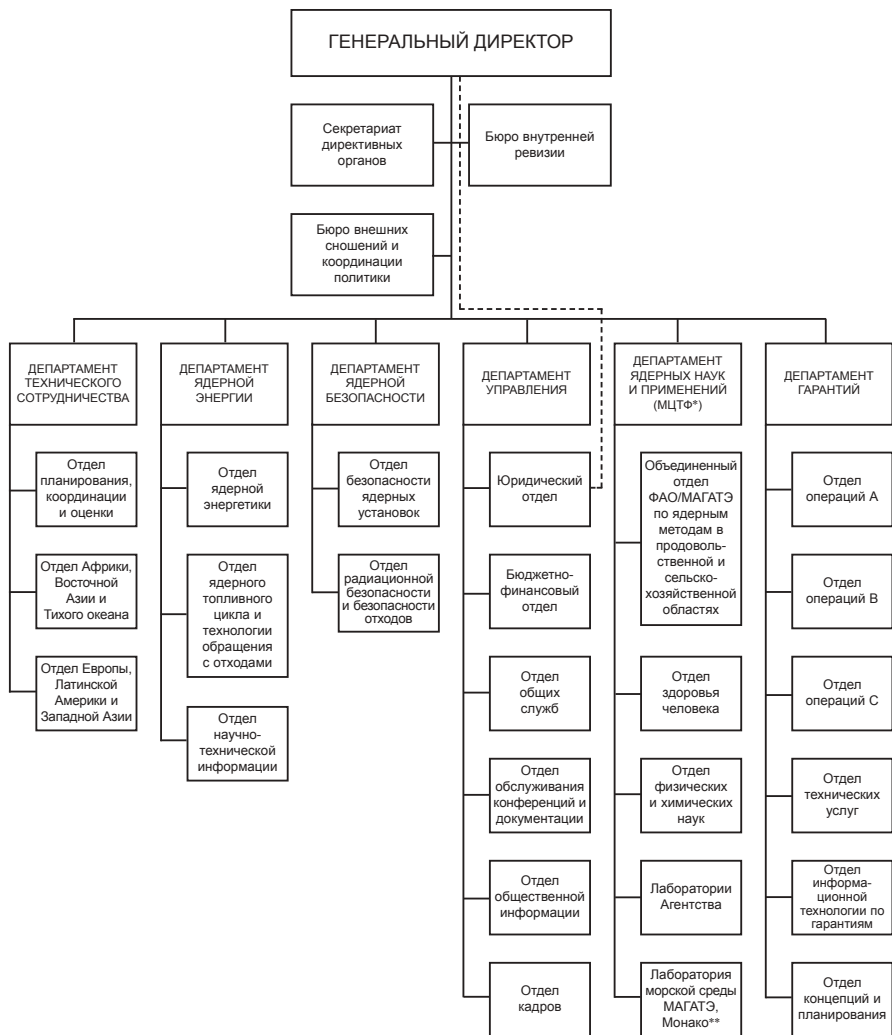 ГЕНЕРАЛЬНЫЙ ДИРЕКТОР
Секретариат
директивных
органов
Бюро внутренней
ревизии
Бюро внешних
сношений и
координации
политики
ДЕПАРТАМЕНТ
ТЕХНИЧЕСКОГО
СОТРУДНИЧЕСТВА
ДЕПАРТАМЕНТ
ЯДЕРНОЙ
ЭНЕРГИИ
ДЕПАРТАМЕНТ
ЯДЕРНОЙ
БЕЗОПАСНОСТИ
ДЕПАРТАМЕНТ
УПРАВЛЕНИЯ
ДЕПАРТАМЕНТ
ЯДЕРНЫХ НАУК
И ПРИМЕНЕНИЙ
(МЦТФ*)
ДЕПАРТАМЕНТ
ГАРАНТИЙ
Отдел
планирования,
координации
и оценки
Отдел Африки,
Восточной
Азии и
Тихого океана
Отдел Европы,
Латинской
Америки и
Западной Азии
Отдел
ядерной
энергетики
Отдел
ядерного
топливного
цикла и
технологии
обращения
с отходами
Отдел
научно-
технической
информации
Отдел
безопасности
ядерных
установок
Отдел
радиационной
безопасности
и безопасности
отходов
Юридический
отдел
Бюджетно-
финансовый
отдел
Отдел
общих
служб
Отдел
обслуживания
конференций и
документации
Отдел
общественной
информации
Отдел
кадров
Объединенный
отдел
ФАО/МАГАТЭ
по ядерным
методам в
продоволь-
ственной и
сельско-
хозяйственной
областях
Отдел
здоровья
человека
Отдел
физических
и химических
наук
Лаборатории
Агентства
Лаборатория
морской среды
МАГАТЭ,
Монако**
Отдел
операций А
Отдел
операций В
Отдел
операций С
Отдел
технических
услуг
Отдел
информа-
ционной
технологии по
гарантиям
Отдел
концепций и
планирования